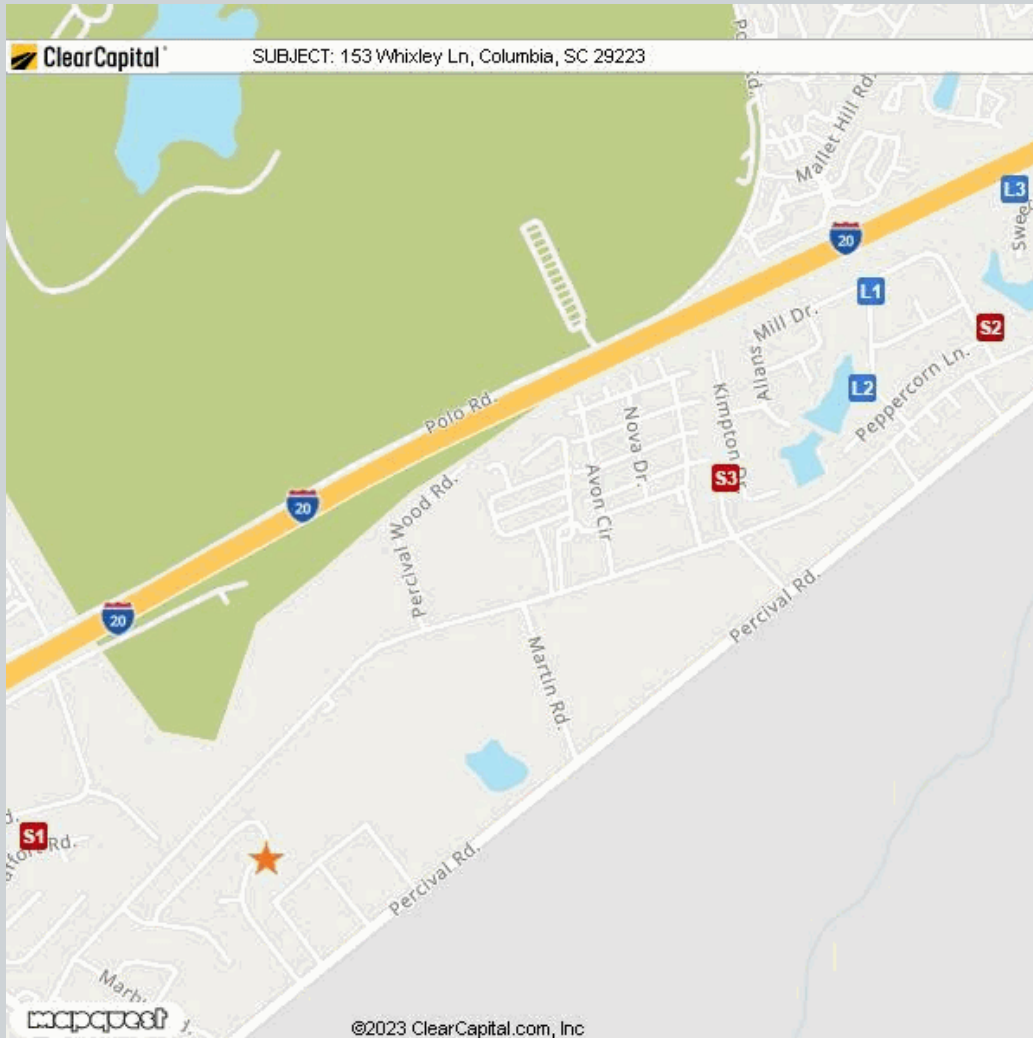 ClearCapital
SUBJECT: 153 Whixley Ln, Columbia, SC 29223
Rd.
Mallet Hill Rd.
L3
20
L1
Allans Mill Dr.
S2
L2
Peppercorn Ln.
Polo Rd.
Kimpton Dr.
Nova Dr.
Avon Cir
S3
20
Percival Wood Rd.
20
Percival Rd.
Martin Rd.
S1
Percival Rd.
mapquest
©2023 ClearCapital.com, Inc